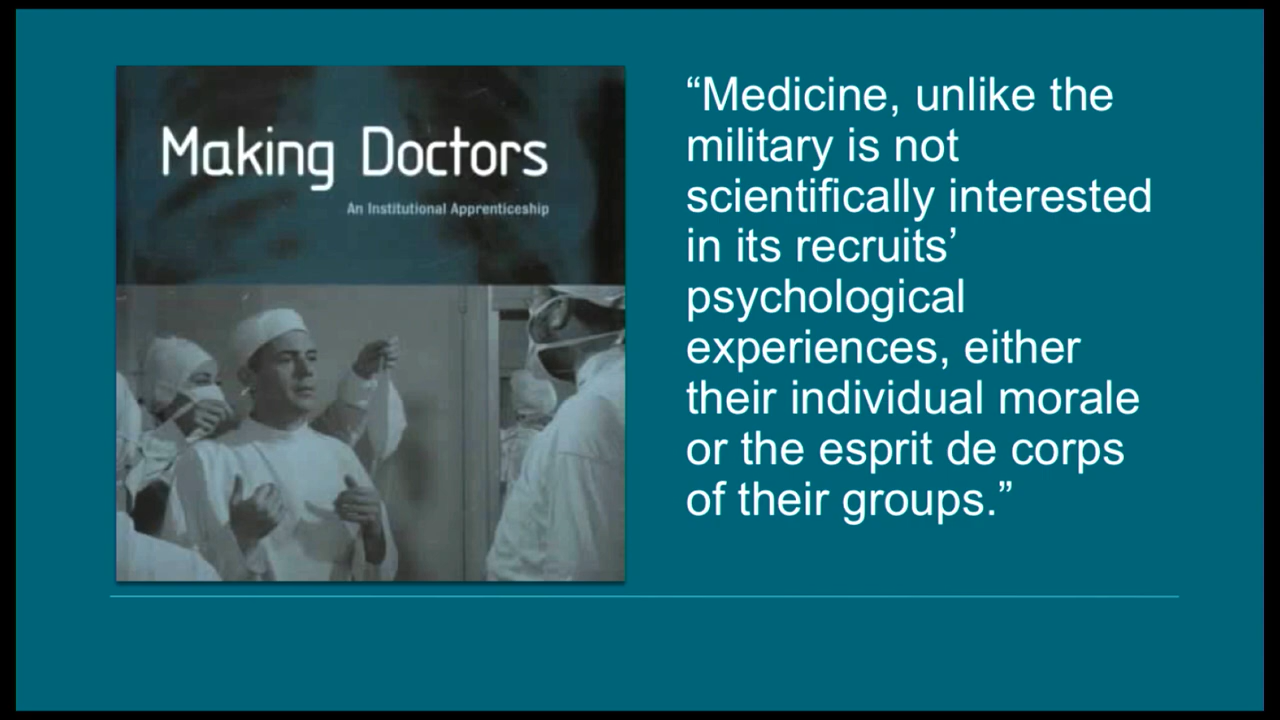 Making Doctors
An Institutional Apprenticeship
“Medicine, unlike the
military is not
scientifically interested
in its recruits’
psychological
experiences, either
their individual morale
or the esprit de corps
of their groups.”